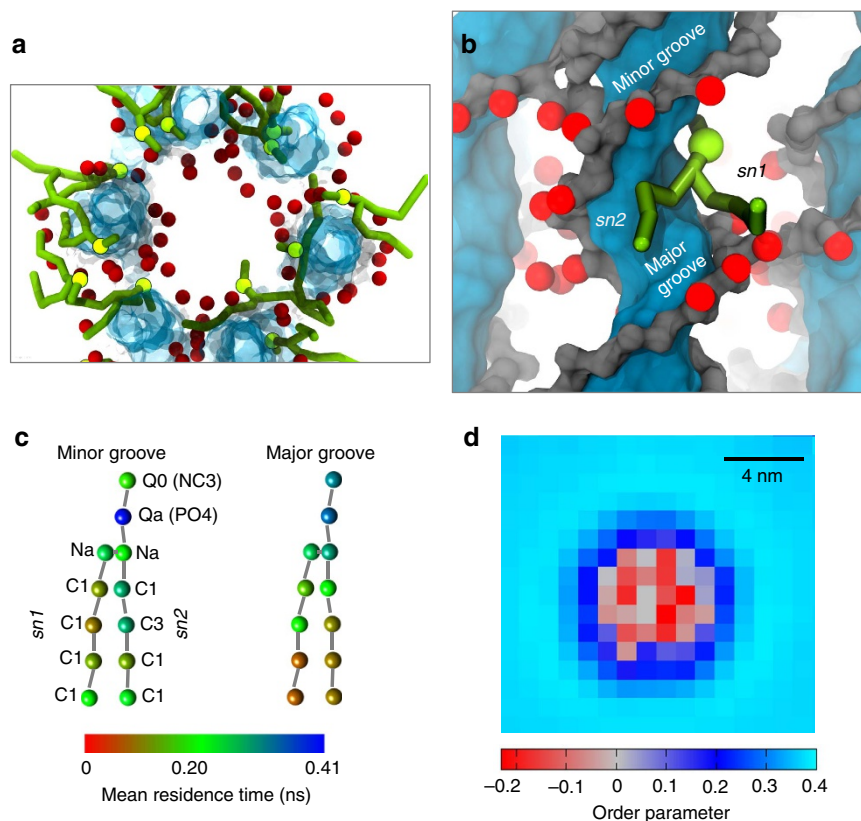 a
b
Minor groove
sn1
sn2
Major
groove
c
Minor groove
Major groove
Q0 (NC3)
Qa (PO4)
Na
Na
C1
C1
sn1
C1
C3
sn2
C1
C1
C1
C1
0
0.20
0.41
Mean residence time (ns)
d
4 nm
−0.2
−0.1
0
0.1
0.2
0.3
0.4
Order parameter